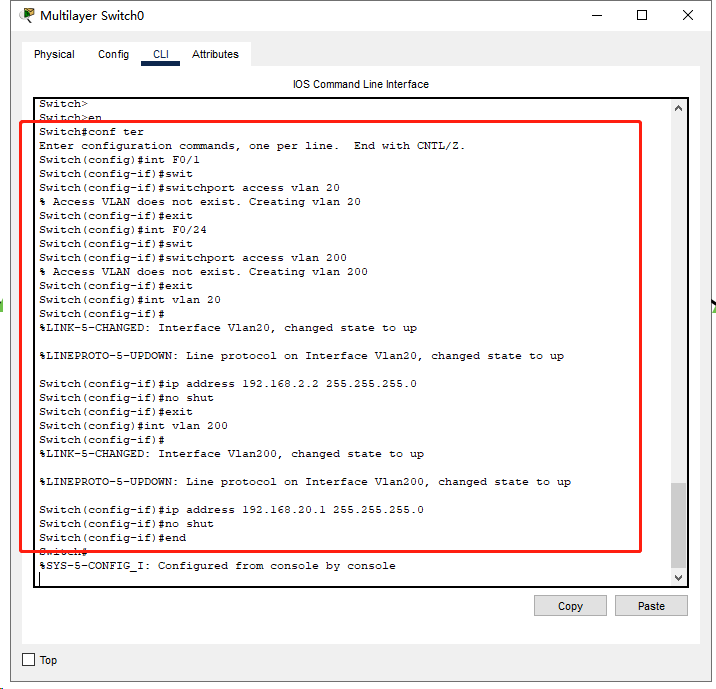 Multilayer Switch0
Physical Config CLI Attributes
IOS Command Line Interface
Switch>
Switch>en
Switch#conf ter
Enter configuration commands, one per line.  End with CNTL/Z.
Switch(config)#int F0/1
Switch(config-if)#swit
Switch(config-if)#switchport access vlan 20
% Access VLAN does not exist. Creating vlan 20
Switch(config-if)#exit
Switch(config)#int F0/24
Switch(config-if)#swit
Switch(config-if)#switchport access vlan 200
% Access VLAN does not exist. Creating vlan 200
Switch(config-if)#exit
Switch(config)#int vlan 20
Switch(config-if)#
%LINK-5-CHANGED: Interface Vlan20, changed state to up
%LINEPROTO-5-UPDOWN: Line protocol on Interface Vlan20, changed state to up
Switch(config-if)#ip address 192.168.2.2 255.255.255.0
Switch(config-if)#no shut
Switch(config-if)#exit
Switch(config)#int vlan 200
Switch(config-if)#
%LINK-5-CHANGED: Interface Vlan200, changed state to up
%LINEPROTO-5-UPDOWN: Line protocol on Interface Vlan200, changed state to up
Switch(config-if)#ip address 192.168.20.1 255.255.255.0
Switch(config-if)#no shut
Switch(config-if)#end
Switch#
%SYS-5-CONFIG_I: Configured from console by console
Copy Paste
Top